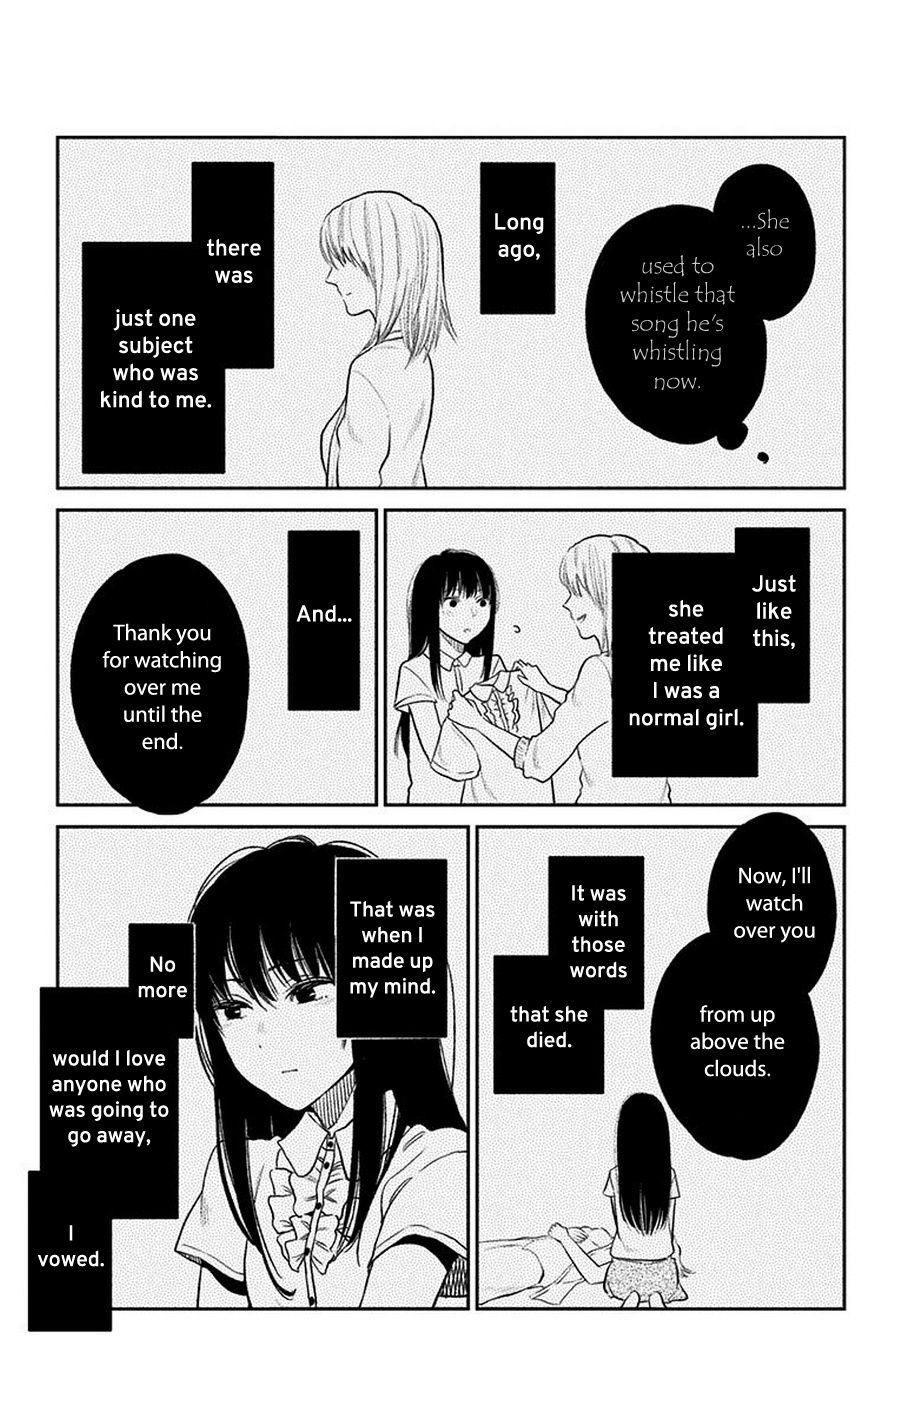 ...She
also
used to
whistle that
song he's
whistling
now.
Long
ago,
there
was
just one
subject
who was
kind to me.
Just
like
this,
she
treated
me like
I was a
normal girl.
And...
Thank you
for watching
over me
until the
end.
Now, I'll
watch
over you
from up
above the
clouds.
It was
with
those
words
that she
died.
That was
when I
made up
my mind.
No
more
would I love
anyone who
was going to
go away,
I
vowed.